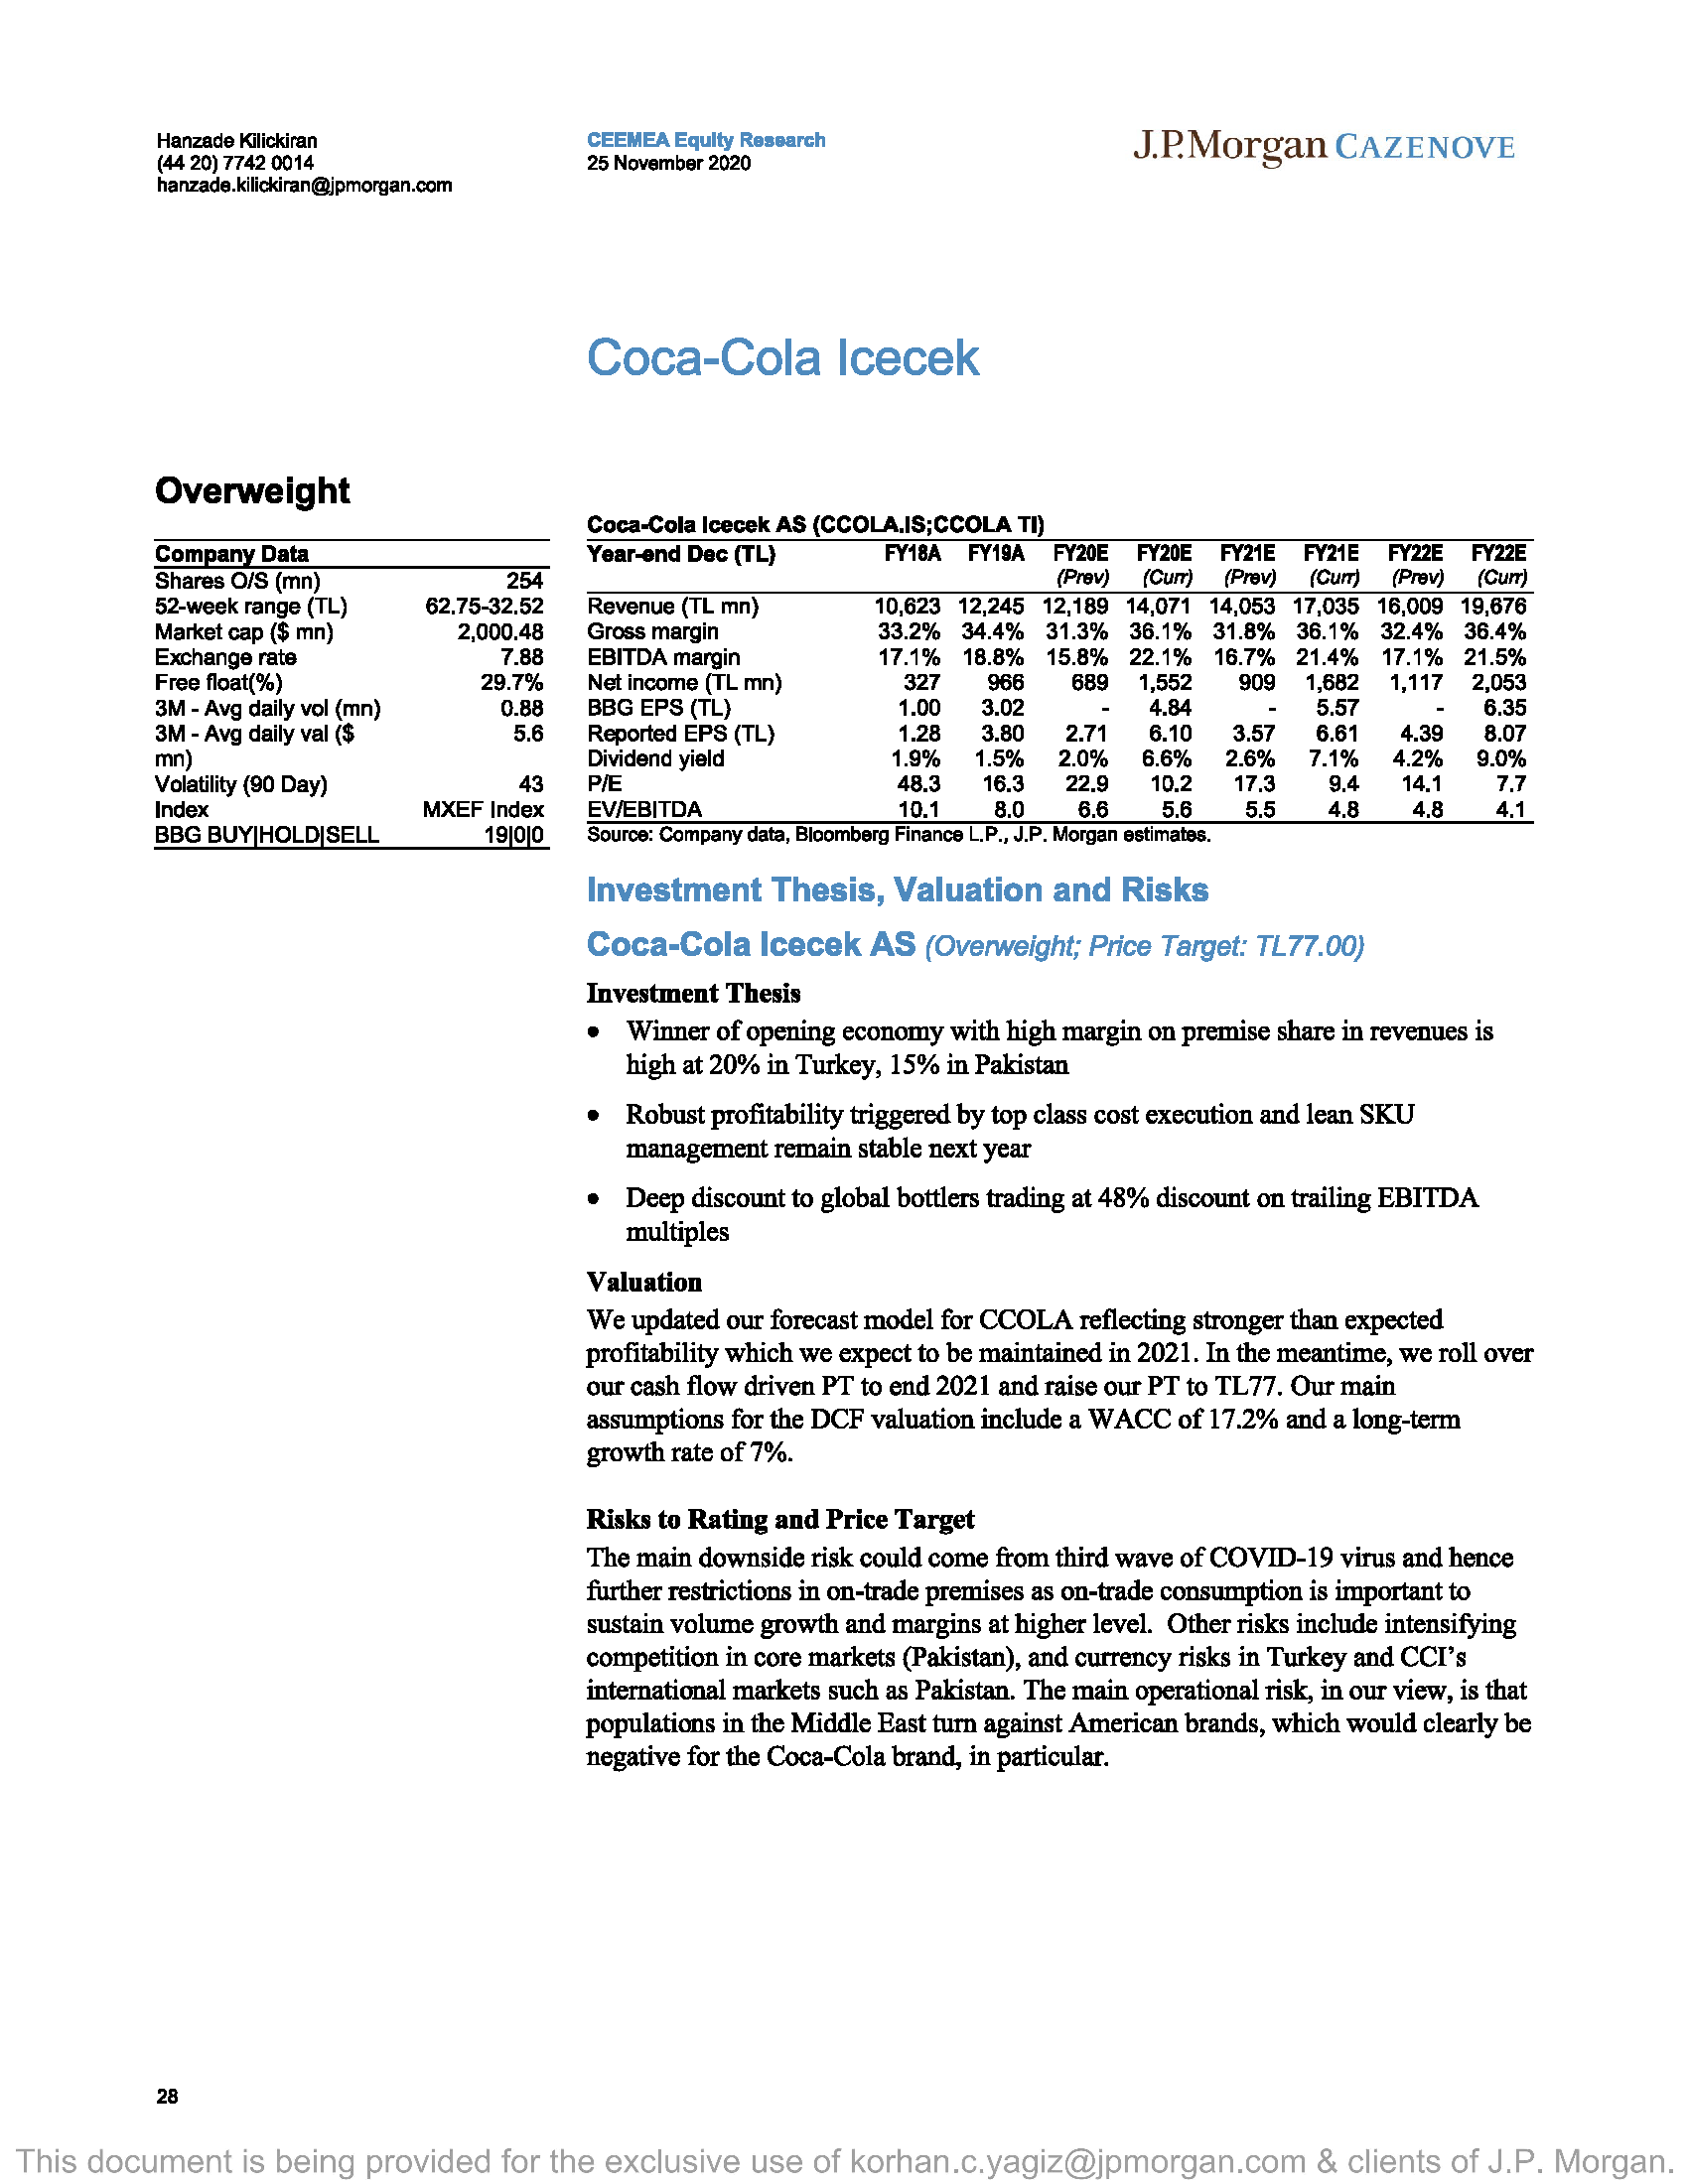 Hanzade Kilickiran
(44 20) 7742 0014
hanzade.kilickiran@jpmorgan.com
CEEMEA Equity Research
25 November 2020
J.P.Morgan CAZENOVE
Coca-Cola Icecek
Overweight
Company Data
Shares O/S (mn) 254
52-week range (TL) 62.75-32.52
Market cap ($ mn) 2,000.48
Exchange rate 7.88
Free float(%) 29.7%
3M - Avg daily vol (mn) 0.88
3M - Avg daily val ($ 5.6
mn)
Volatility (90 Day) 43
Index MXEF Index
BBG BUY|HOLD|SELL 19|0|0
Coca-Cola Icecek AS (CCOLA.IS;CCOLA TI)
Year-end Dec (TL) FY18A FY19A FY20E FY20E FY21E FY21E FY22E FY22E
(Prev) (Curr) (Prev) (Curr) (Prev) (Curr)
Revenue (TL mn) 10,623 12,245 12,189 14,071 14,053 17,035 16,009 19,676
Gross margin 33.2% 34.4% 31.3% 36.1% 31.8% 36.1% 32.4% 36.4%
EBITDA margin 17.1% 18.8% 15.8% 22.1% 16.7% 21.4% 17.1% 21.5%
Net income (TL mn) 327 966 689 1,552 909 1,682 1,117 2,053
BBG EPS (TL) 1.00 3.02 - 4.84 - 5.57 - 6.35
Reported EPS (TL) 1.28 3.80 2.71 6.10 3.57 6.61 4.39 8.07
Dividend yield 1.9% 1.5% 2.0% 6.6% 2.6% 7.1% 4.2% 9.0%
P/E 48.3 16.3 22.9 10.2 17.3 9.4 14.1 7.7
EV/EBITDA 10.1 8.0 6.6 5.6 5.5 4.8 4.8 4.1
Source: Company data, Bloomberg Finance L.P., J.P. Morgan estimates.
Investment Thesis, Valuation and Risks
Coca-Cola Icecek AS (Overweight; Price Target: TL77.00)
Investment Thesis
• Winner of opening economy with high margin on premise share in revenues is
high at 20% in Turkey, 15% in Pakistan
• Robust profitability triggered by top class cost execution and lean SKU
management remain stable next year
• Deep discount to global bottlers trading at 48% discount on trailing EBITDA
multiples
Valuation
We updated our forecast model for CCOLA reflecting stronger than expected
profitability which we expect to be maintained in 2021. In the meantime, we roll over
our cash flow driven PT to end 2021 and raise our PT to TL77. Our main
assumptions for the DCF valuation include a WACC of 17.2% and a long-term
growth rate of 7%.
Risks to Rating and Price Target
The main downside risk could come from third wave of COVID-19 virus and hence
further restrictions in on-trade premises as on-trade consumption is important to
sustain volume growth and margins at higher level. Other risks include intensifying
competition in core markets (Pakistan), and currency risks in Turkey and CCI's
international markets such as Pakistan. The main operational risk, in our view, is that
populations in the Middle East turn against American brands, which would clearly be
negative for the Coca-Cola brand, in particular.
28
This document is being provided for the exclusive use of korhan.c.yagiz@jpmorgan.com & clients of J.P. Morgan.